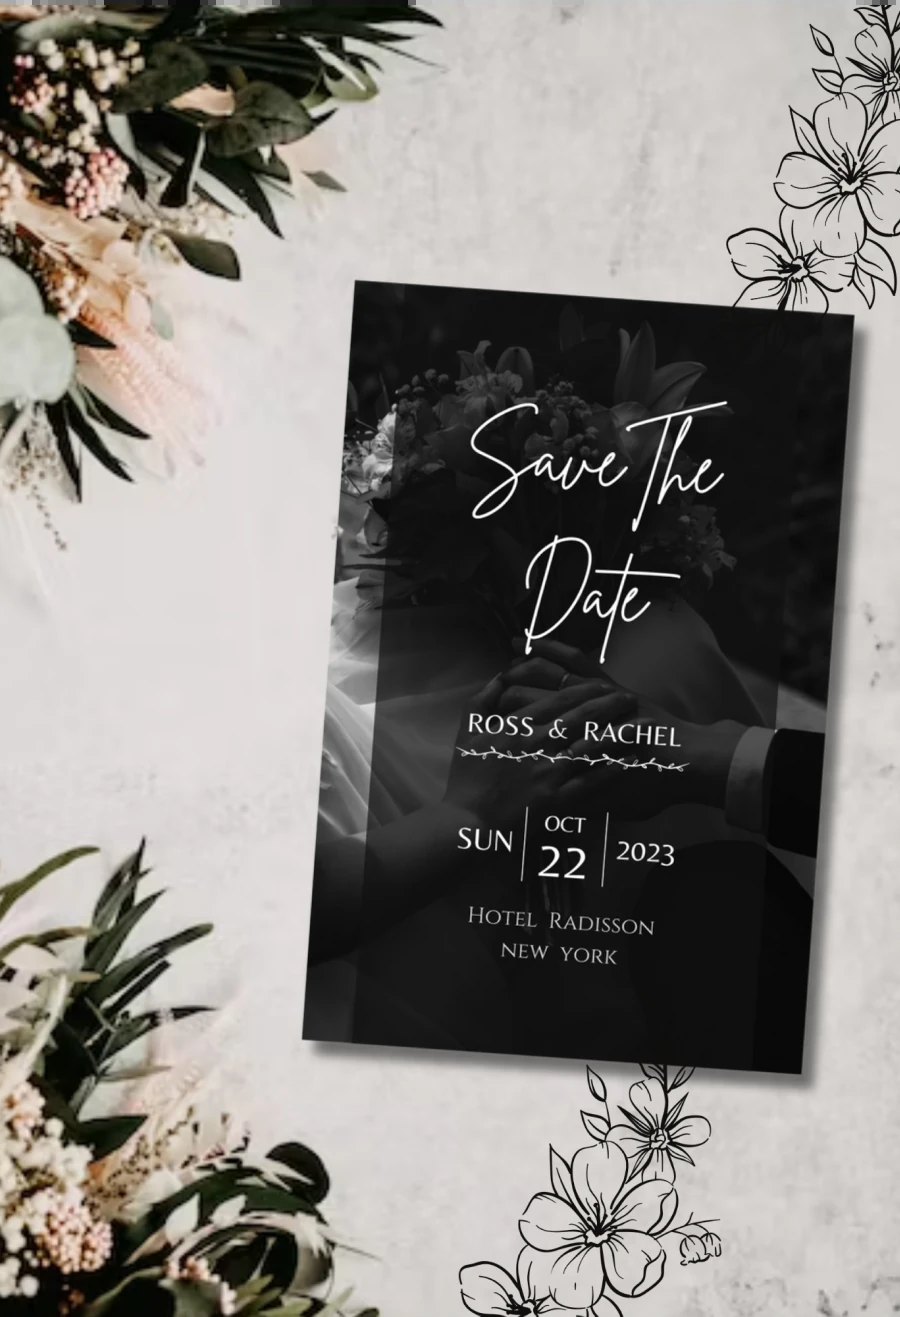 Save The
Date
ROSS & RACHEL
SUN
OCT
22
2023
HOTEL RADISSON
NEW YORK